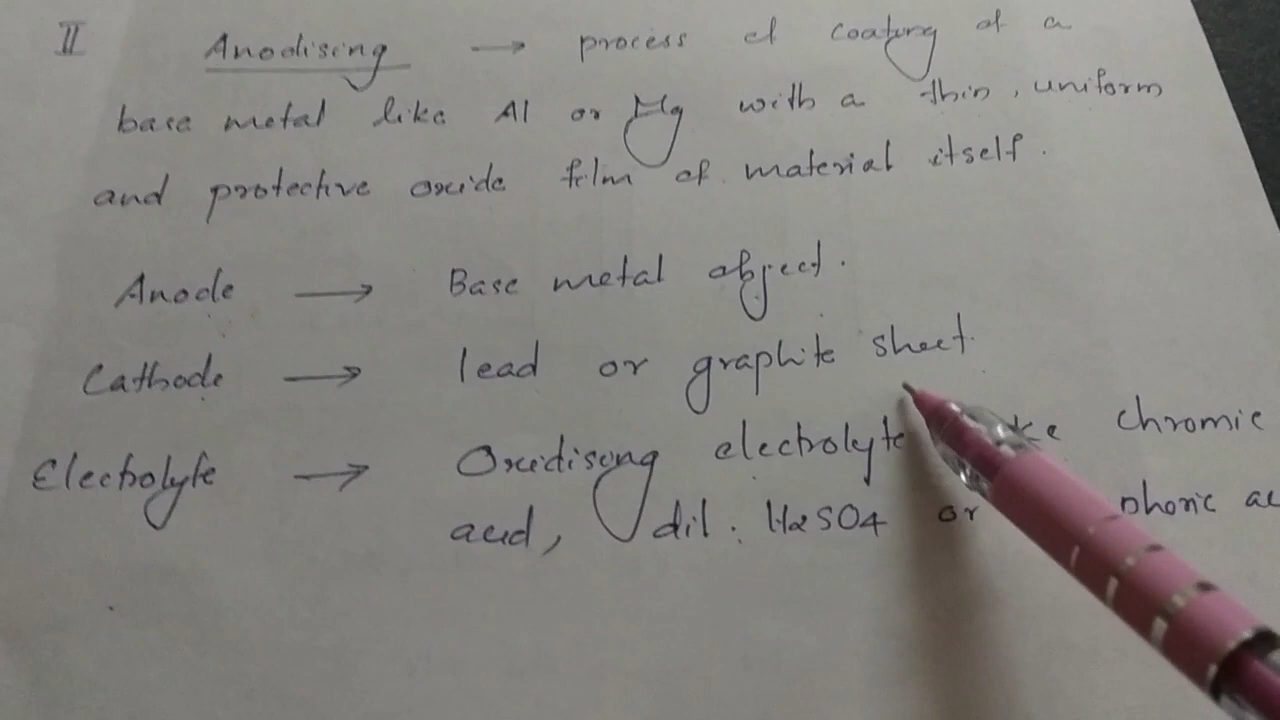 II Anodising → process of coating of a
base metal like Al or Mg with a thin, uniform
and protective oxide film of material itself.
Anode → Base metal object.
Cathode → lead or graphite sheet.
Electrolyte → Oxidising electrolyte chromic
acid, dil. H2SO4 or phoric